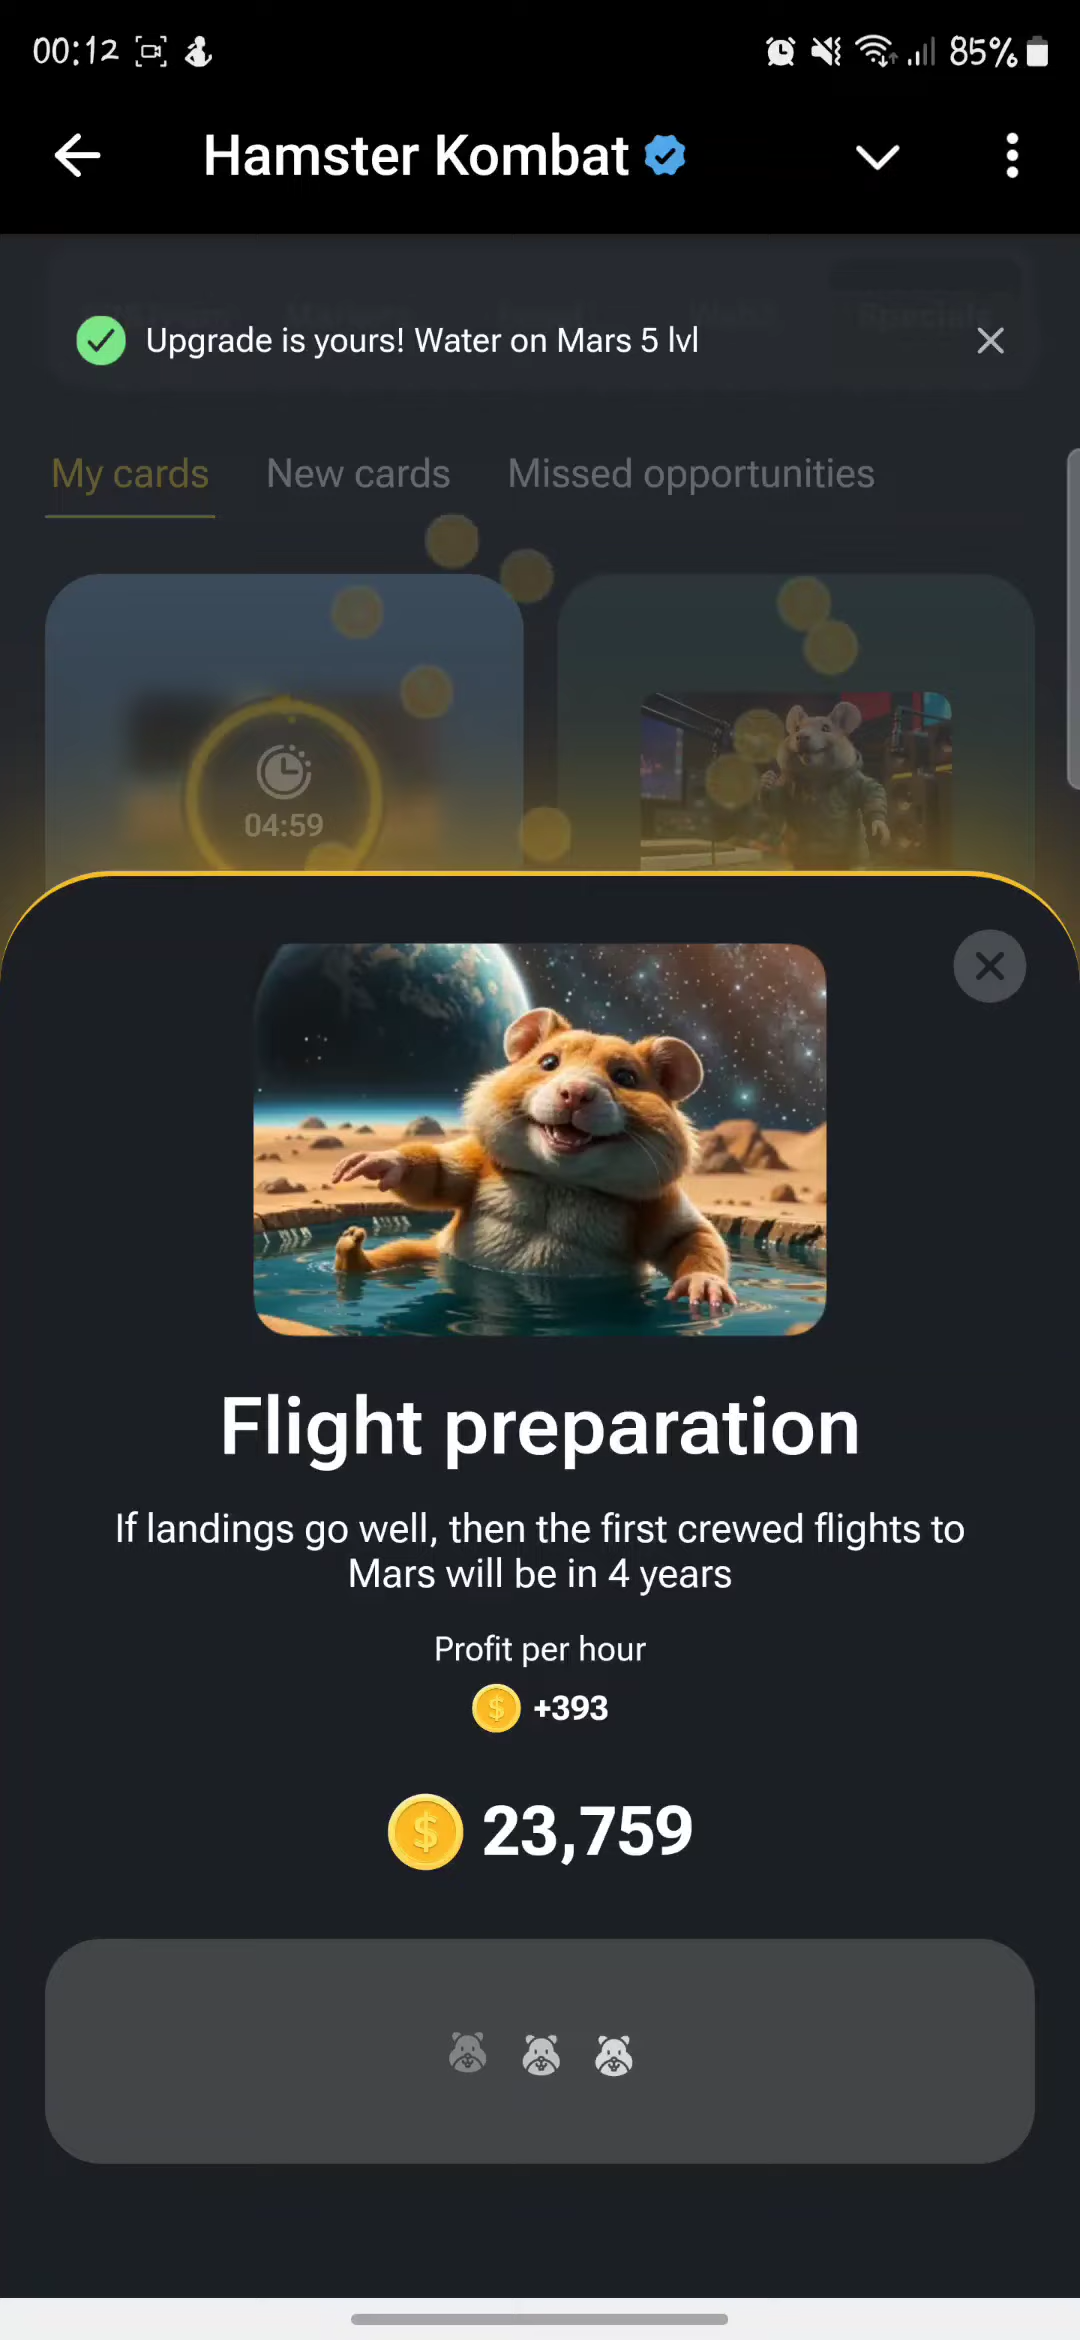 00:12
85%
Hamster Kombat
Upgrade is yours! Water on Mars 5 lvl
My cards New cards Missed opportunities
04:59
Flight preparation
If landings go well, then the first crewed flights to
Mars will be in 4 years
Profit per hour
+393
23,759